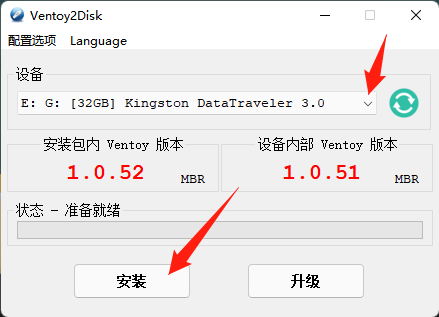 Ventoy2Disk
配置选项 Language
设备
E: G: [32GB] Kingston DataTraveler 3.0
安装包内 Ventoy 版本 设备内部 Ventoy 版本
1.0.52 MBR 1.0.51 MBR
状态 - 准备就绪
安装 升级